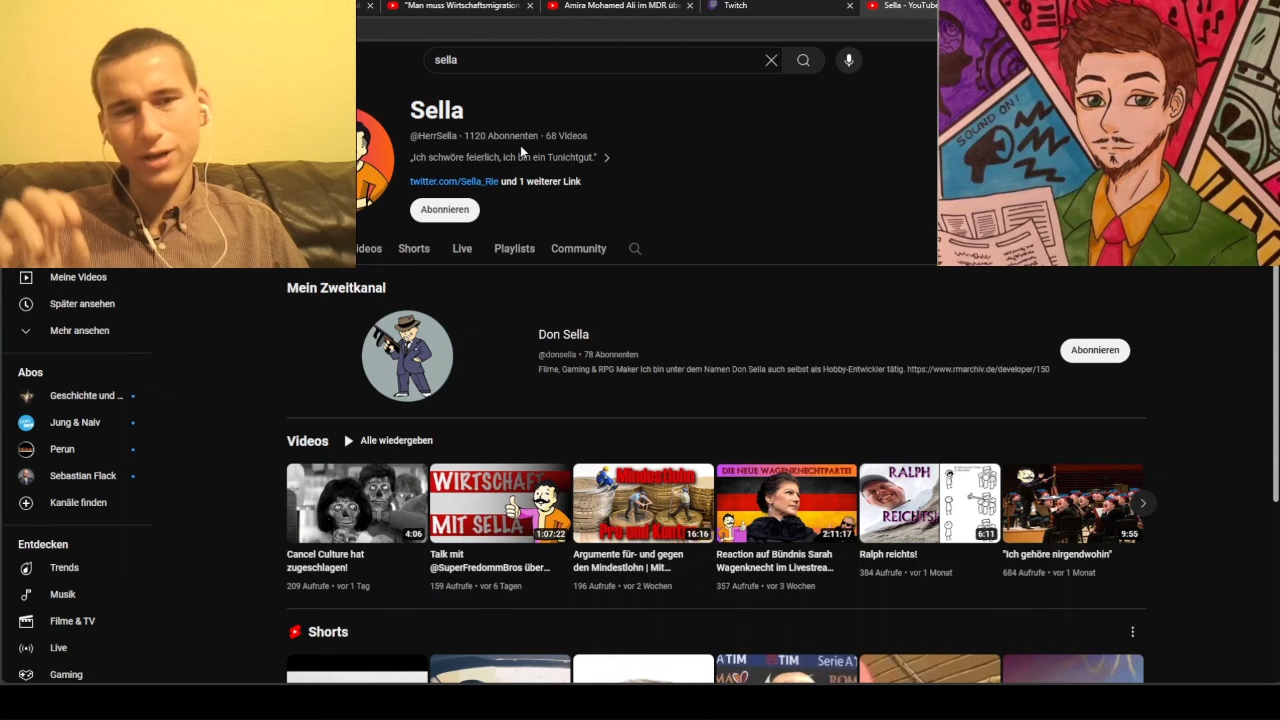 "Man muss Wirtschaftsmigration
Amira Mohamed Ali im MDR üb
Twitch
Sella - YouTube
sella
Sella
@HerrSella · 1120 Abonnenten · 68 Videos
„Ich schwöre feierlich, ich bin ein Tunichtgut."
twitter.com/Sella_Rie und 1 weiterer Link
Abonnieren
ideos
Shorts
Live
Playlists
Community
SOUND ON!
Meine Videos
Später ansehen
Mehr ansehen
Abos
Geschichte und ...
Jung & Naiv
Perun
Sebastian Flack
Kanäle finden
Entdecken
Trends
Musik
Filme & TV
Live
Gaming
Mein Zweitkanal
Don Sella
@donsella · 78 Abonnenten
Filme, Gaming & RPG Maker Ich bin unter dem Namen Don Sella auch selbst als Hobby-Entwickler tätig. https://www.rmarchiv.de/developer/150
Abonnieren
Videos
Alle wiedergeben
4:06
Cancel Culture hat
zugeschlagen!
209 Aufrufe · vor 1 Tag
WIRTSCHAFT
MIT SELLA
1:07:22
Talk mit
@SuperFredommBros über...
159 Aufrufe · vor 6 Tagen
Mindestlohn
Pro und Kontra
16:16
Argumente für- und gegen
den Mindestlohn | Mit...
196 Aufrufe · vor 2 Wochen
DIE NEUE WAGENKNECHTPARTEI
2:11:17
Reaction auf Bündnis Sarah
Wagenknecht im Livestrea...
357 Aufrufe · vor 3 Wochen
RALPH
REICHTS!
6:11
Ralph reichts!
384 Aufrufe · vor 1 Monat
9:55
"Ich gehöre nirgendwohin"
684 Aufrufe · vor 1 Monat
Shorts
A TIM
TIM
Serie A